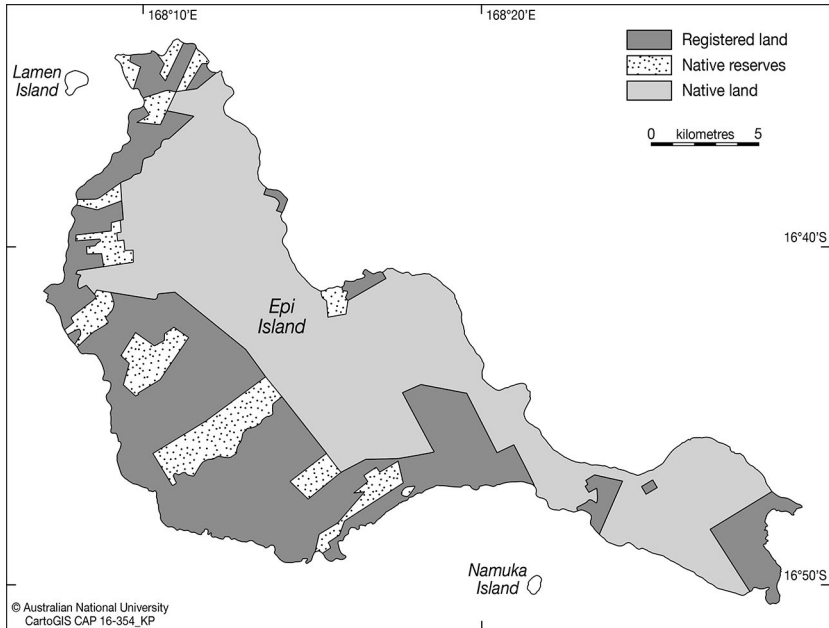 168°10'E
168°20'E
Registered land
Native reserves
Native land
0 kilometres 5
Lamen
Island
16°40'S
Epi
Island
Namuka
Island
16°50'S
© Australian National University
CartoGIS CAP 16-354_KP